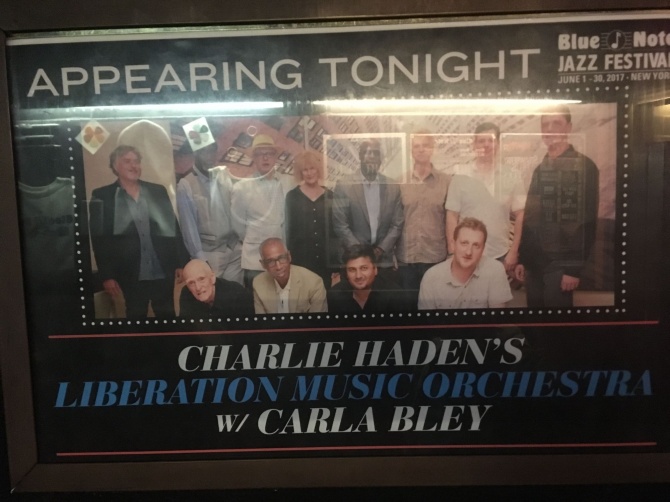 APPEARING TONIGHT
Blue Note
JAZZ FESTIVAL
JUNE 1 - 30, 2017 - NEW YORK
CHARLIE HADEN'S
LIBERATION MUSIC ORCHESTRA
W/ CARLA BLEY